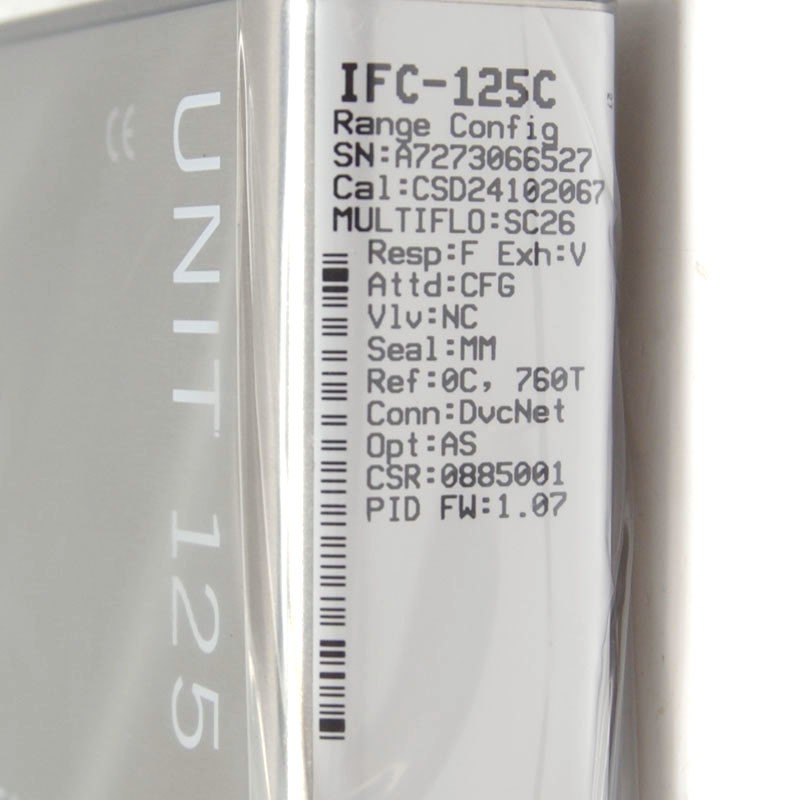 UNIT 125
CE
IFC-125C
Range Config
SN:A7273066527
Cal:CSD24102067
MULTIFLO:SC26
Resp:F Exh:V
Attd:CFG
Vlv:NC
Seal:MM
Ref:0C, 760T
Conn:DvcNet
Opt:AS
CSR:0885001
PID FW:1.07